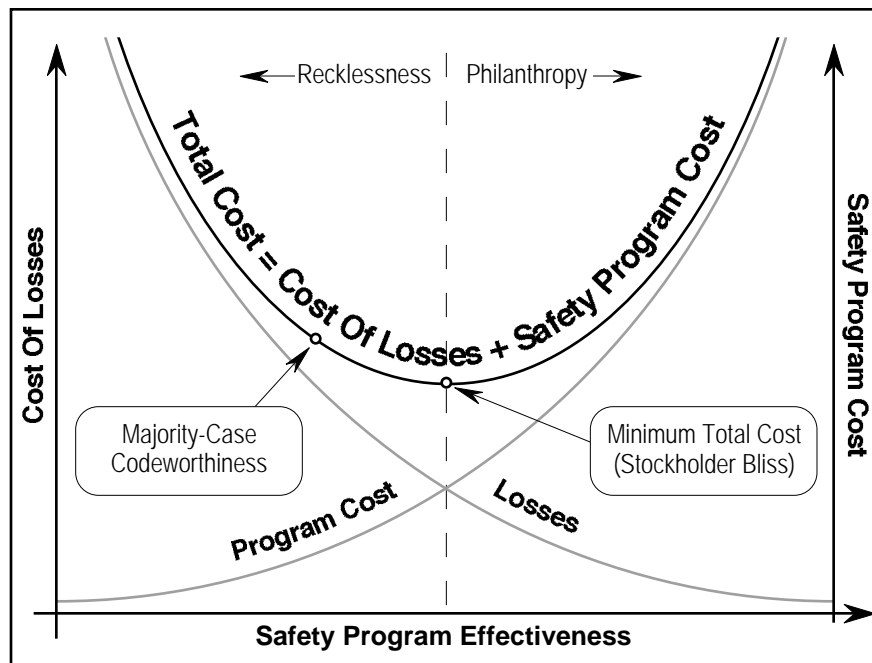 Recklessness
Philanthropy
Total Cost = Cost Of Losses + Safety Program Cost
Cost Of Losses
Safety Program Cost
Majority-Case
Codeworthiness
Minimum Total Cost
(Stockholder Bliss)
Program Cost
Losses
Safety Program Effectiveness